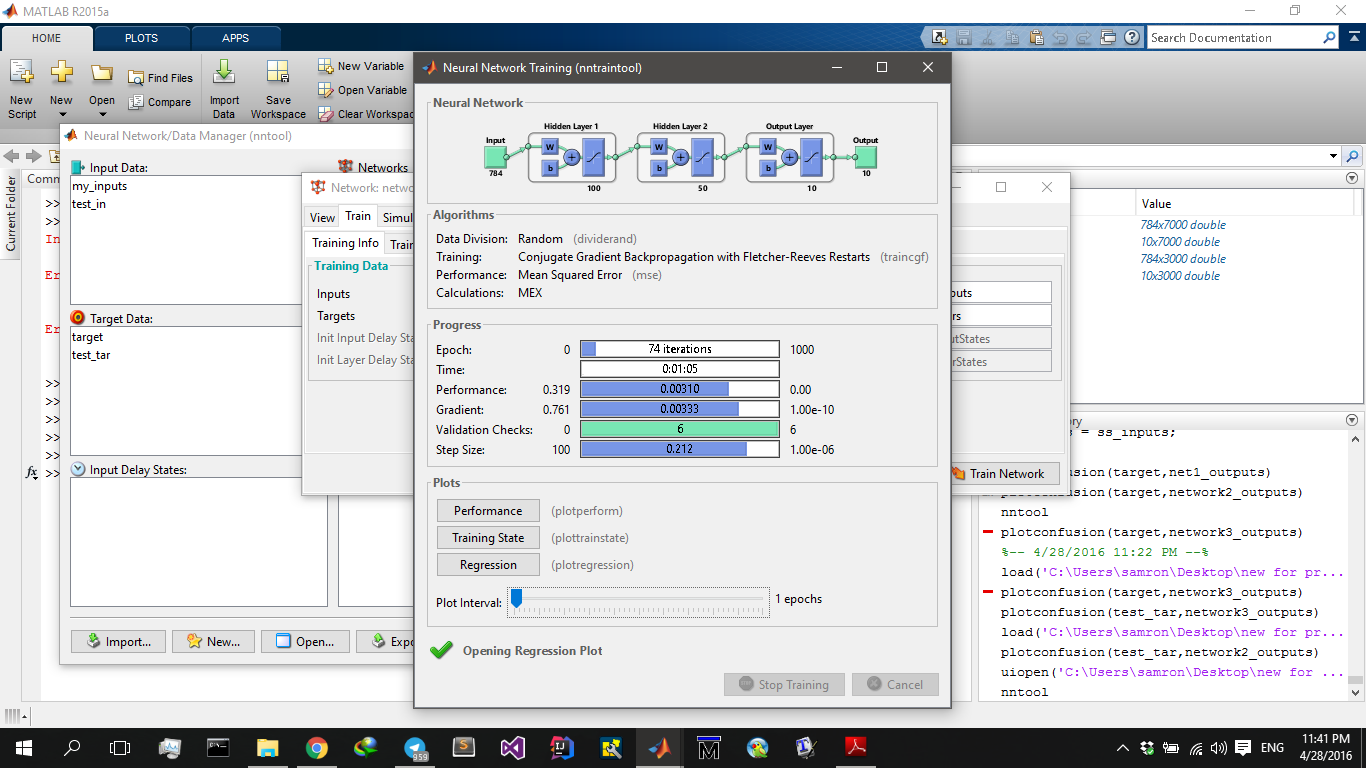 MATLAB R2015a
HOME
PLOTS
APPS
Search Documentation
New Script
New
Open
Find Files
Compare
Import Data
Save Workspace
New Variable
Open Variable
Clear Workspac
Neural Network/Data Manager (nntool)
Input Data:
my_inputs
test_in
Target Data:
target
test_tar
Input Delay States:
Networks
Import...
New...
Open...
Expo
Current Folder
Comm
>>
>>
In
Er
Er
>>
>>
>>
>>
>>
fx >>
Network: netwo
View
Train
Simul
Training Info
Train
Training Data
Inputs
Targets
Init Input Delay Sta
Init Layer Delay Sta
Train Network
Neural Network Training (nntraintool)
Neural Network
Hidden Layer 1
Hidden Layer 2
Output Layer
Input
Output
W
b
+
W
b
+
W
b
+
784
100
50
10
10
Algorithms
Data Division: Random (dividerand)
Training: Conjugate Gradient Backpropagation with Fletcher-Reeves Restarts (traincgf)
Performance: Mean Squared Error (mse)
Calculations: MEX
Progress
Epoch: 0 74 iterations 1000
Time: 0:01:05
Performance: 0.319 0.00310 0.00
Gradient: 0.761 0.00333 1.00e-10
Validation Checks: 0 6 6
Step Size: 100 0.212 1.00e-06
Plots
Performance (plotperform)
Training State (plottrainstate)
Regression (plotregression)
Plot Interval: 1 epochs
Opening Regression Plot
Stop Training
Cancel
Value
784x7000 double
10x7000 double
784x3000 double
10x3000 double
puts
rs
utStates
rStates
ry
s = ss_inputs;
nfusion(target,net1_outputs)
plotconfusion(target,network2_outputs)
nntool
plotconfusion(target,network3_outputs)
%-- 4/28/2016 11:22 PM --%
load('C:\Users\samron\Desktop\new for pr...
plotconfusion(target,network3_outputs)
plotconfusion(test_tar,network3_outputs)
load('C:\Users\samron\Desktop\new for pr...
plotconfusion(test_tar,network2_outputs)
uiopen('C:\Users\samron\Desktop\new for ...
nntool
959
S
M
ENG
11:41 PM
4/28/2016